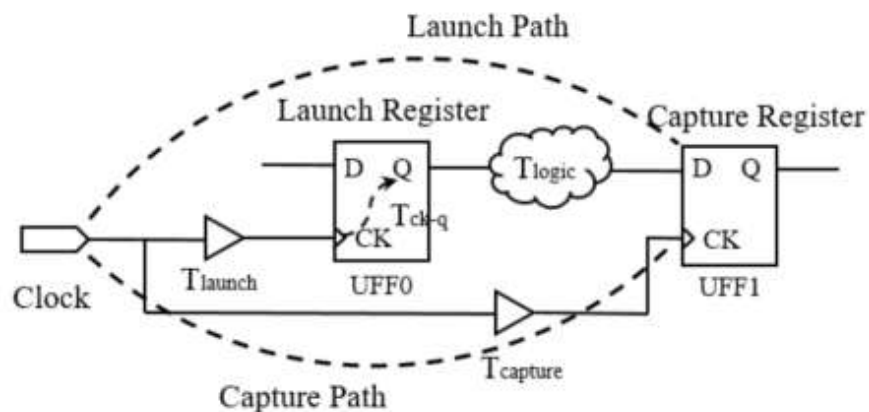 Launch Path
Launch Register
Capture Register
D Q
Tlogic
D Q
Tck-q
CK
CK
Tlaunch
UFF0
UFF1
Clock
Tcapture
Capture Path